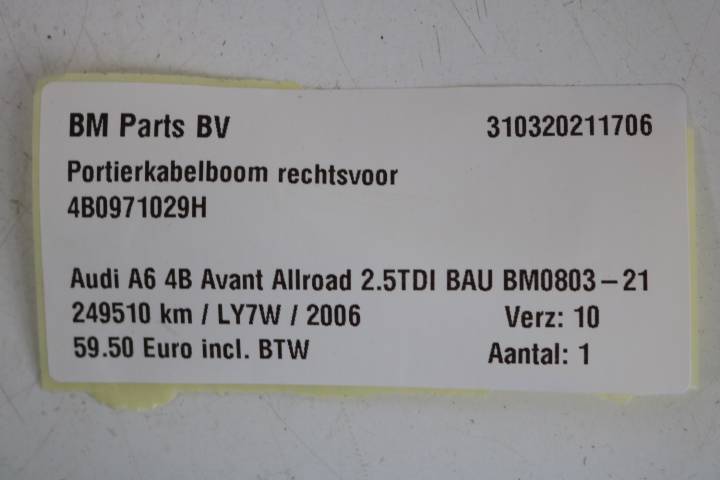 BM Parts BV 310320211706
Portierkabelboom rechtsvoor
4B0971029H
Audi A6 4B Avant Allroad 2.5TDI BAU BM0803-21
249510 km / LY7W / 2006 Verz: 10
59.50 Euro incl. BTW Aantal: 1